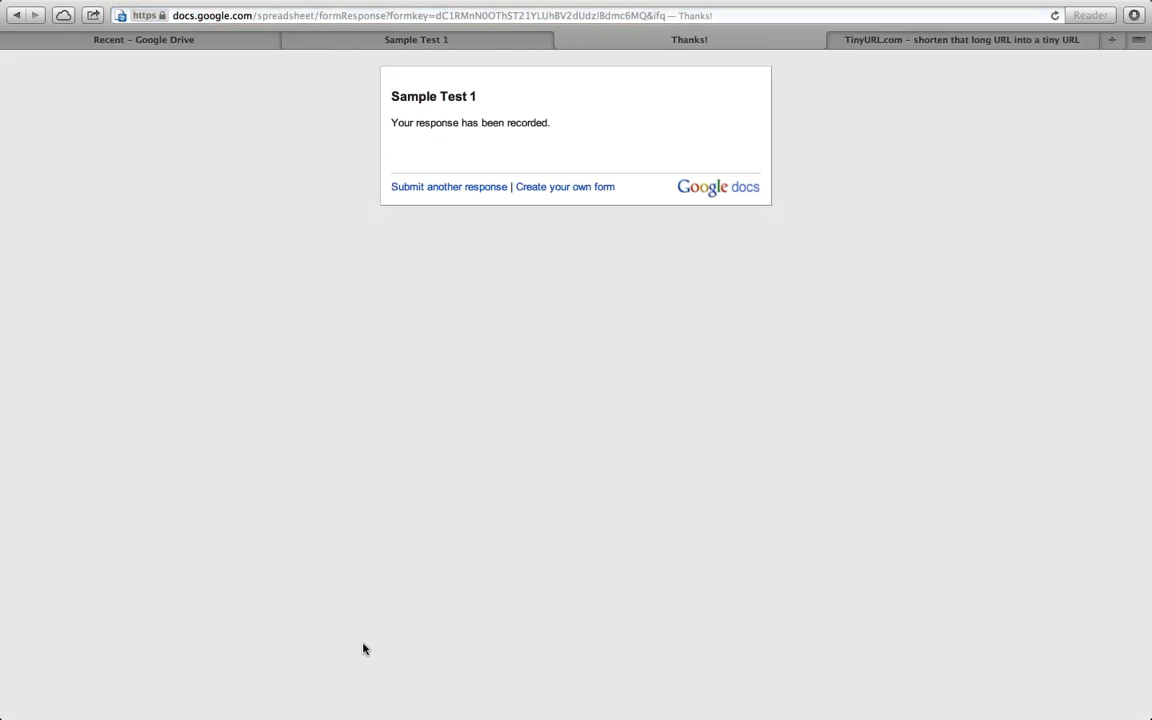 https docs.google.com/spreadsheet/formResponse?formkey=dC1RMnN0OThST21YLUhBV2dUdzlBdmc6MQ&ifq — Thanks! Reader
Recent – Google Drive Sample Test 1 Thanks! TinyURL.com – shorten that long URL into a tiny URL
Sample Test 1
Your response has been recorded.
Submit another response | Create your own form Google docs